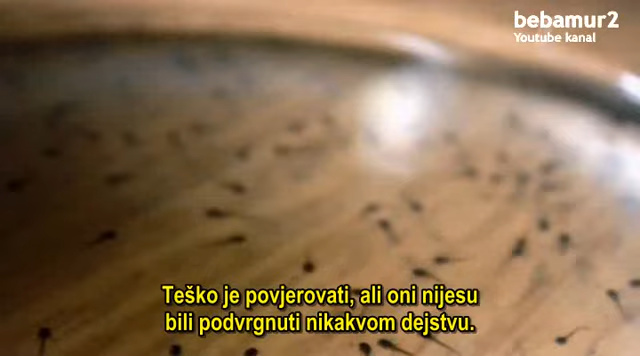 bebamur2
Youtube kanal
Teško je povjerovati, ali oni nijesu
bili podvrgnuti nikakvom dejstvu.